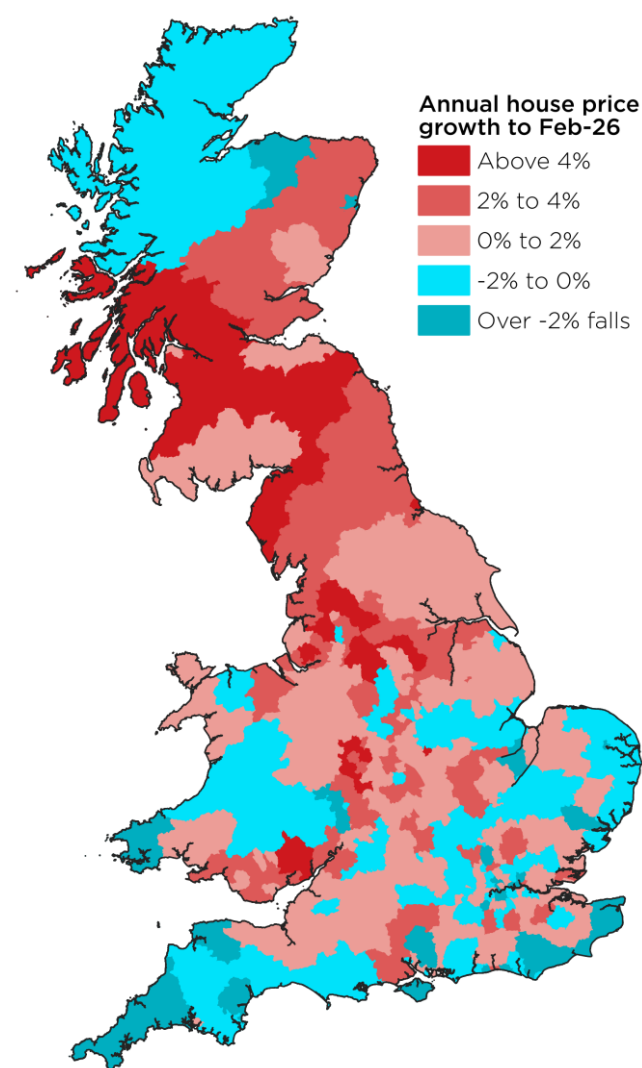 Annual house price
growth to Feb-26
Above 4%
2% to 4%
0% to 2%
-2% to 0%
Over -2% falls